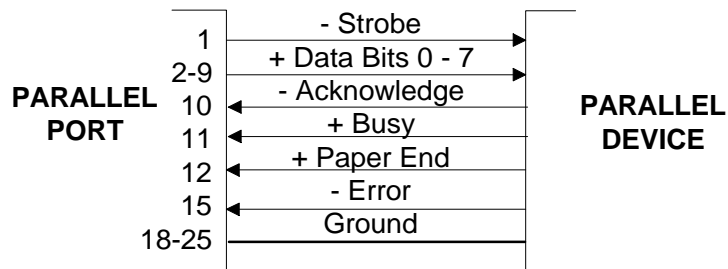 - Strobe
1
+ Data Bits 0 - 7
2-9
- Acknowledge
PARALLEL
PORT
10
+ Busy
11
+ Paper End
12
- Error
15
Ground
18-25
PARALLEL
DEVICE